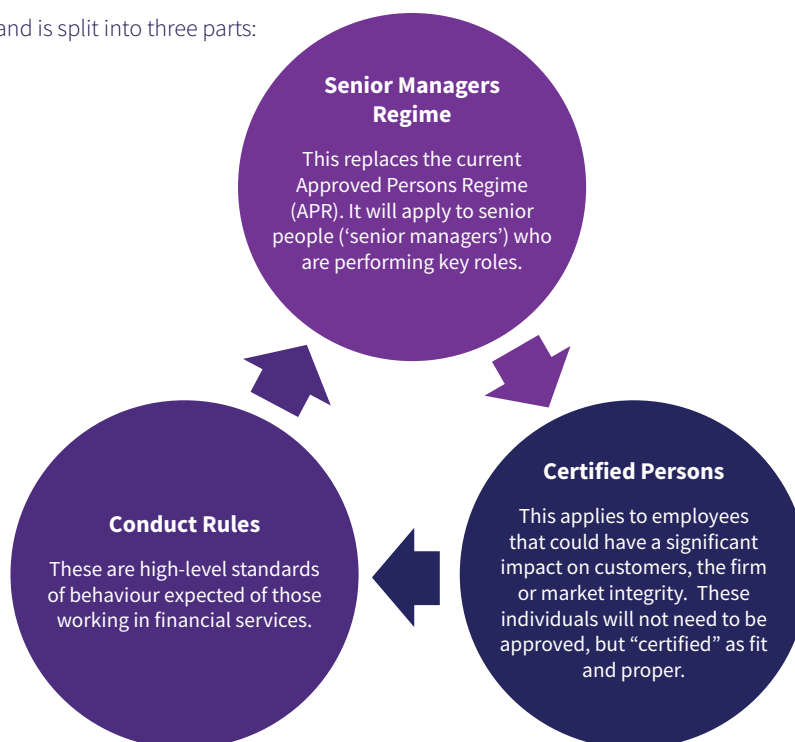 and is split into three parts:
Senior Managers
Regime
This replaces the current
Approved Persons Regime
(APR). It will apply to senior
people (‘senior managers’) who
are performing key roles.
Certified Persons
This applies to employees
that could have a significant
impact on customers, the firm
or market integrity.  These
individuals will not need to be
approved, but “certified” as fit
and proper.
Conduct Rules
These are high-level standards
of behaviour expected of those
working in financial services.